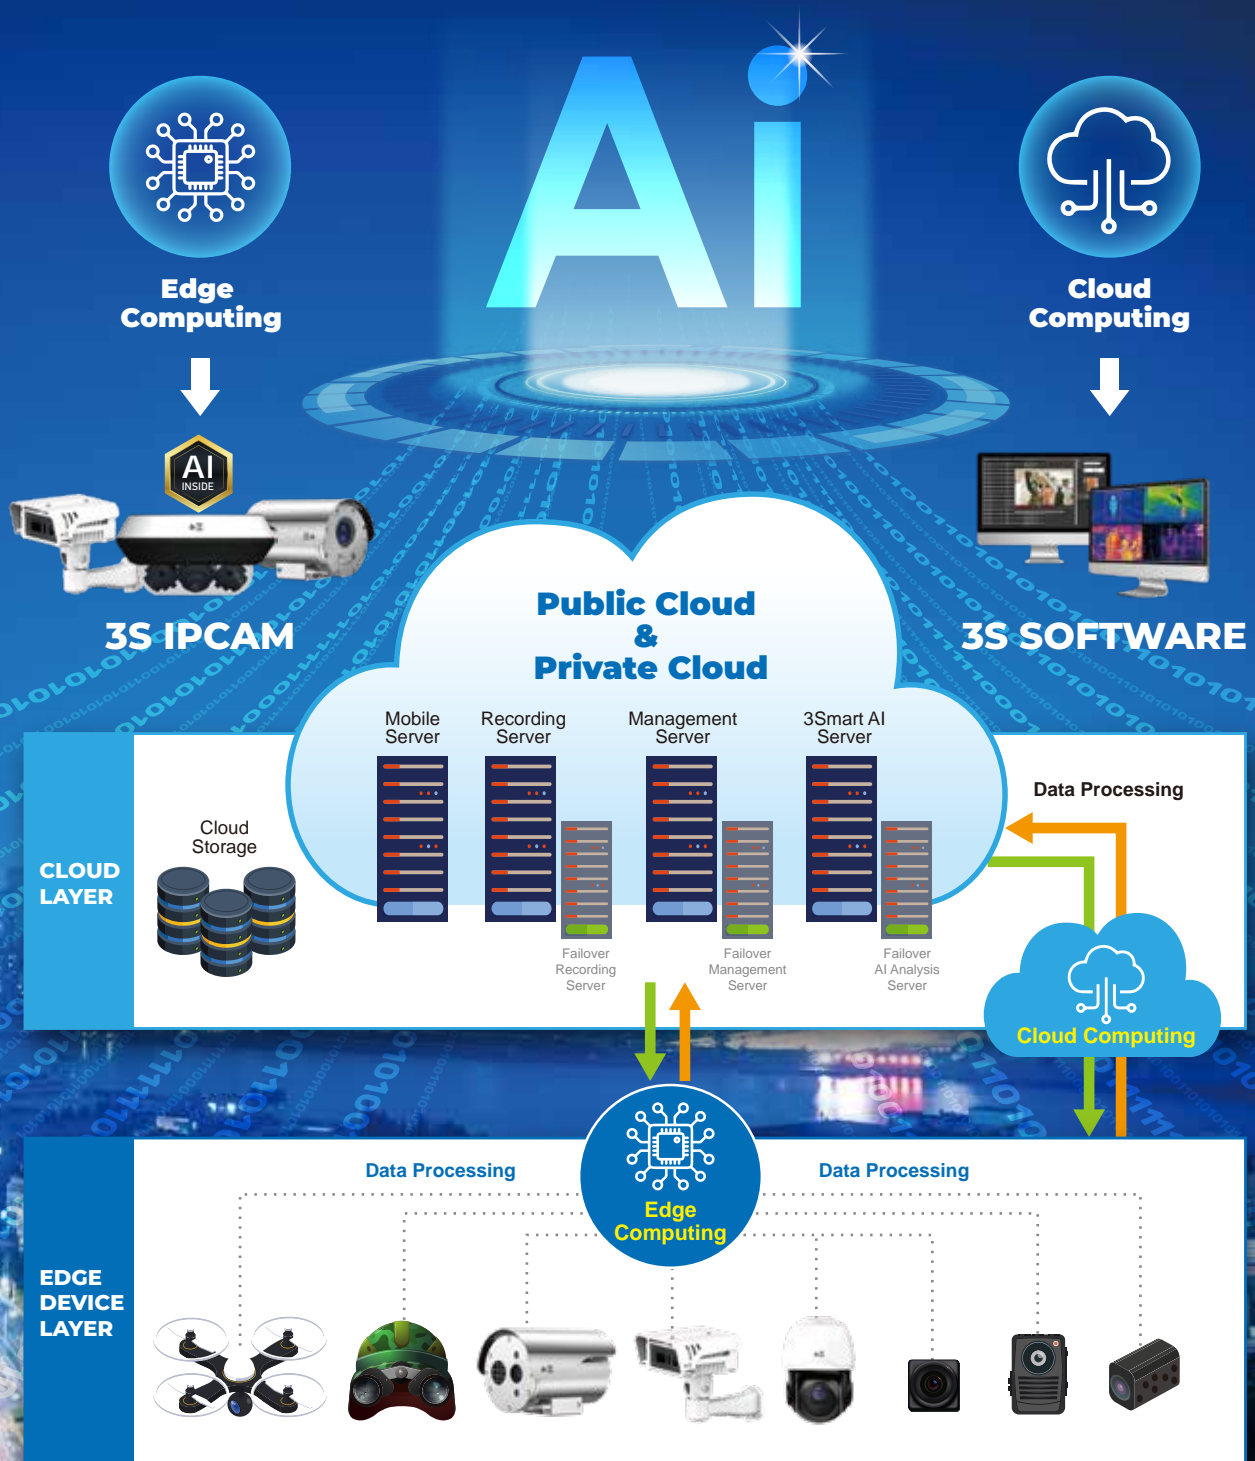 Ai
Edge
Computing
Cloud
Computing
AI
INSIDE
3S IPCAM
3S SOFTWARE
Public Cloud
&
Private Cloud
Mobile
Server
Recording
Server
Management
Server
3Smart AI
Server
Data Processing
Cloud
Storage
CLOUD
LAYER
Failover
Recording
Server
Failover
Management
Server
Failover
AI Analysis
Server
Cloud Computing
Data Processing
Data Processing
Edge
Computing
EDGE
DEVICE
LAYER